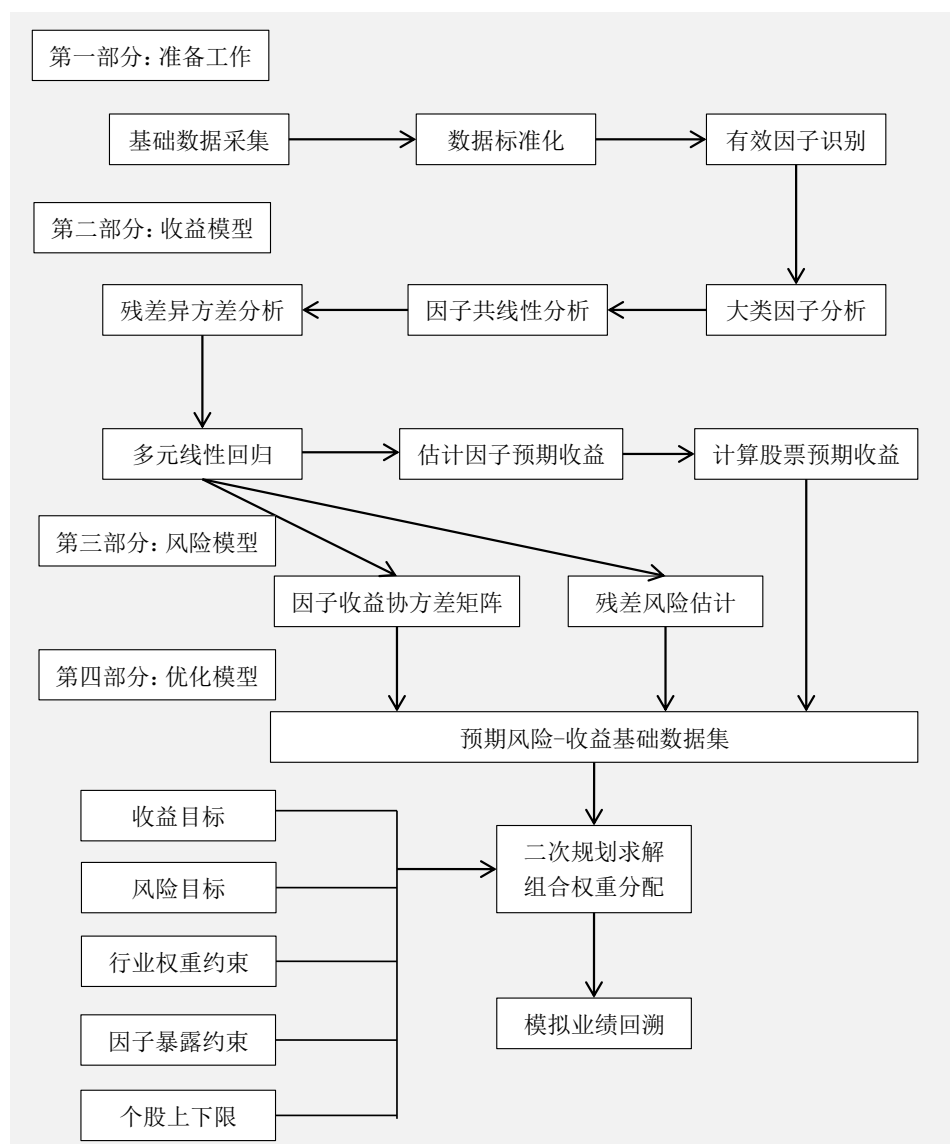 第一部分：准备工作
基础数据采集
数据标准化
有效因子识别
第二部分：收益模型
残差异方差分析
因子共线性分析
大类因子分析
多元线性回归
估计因子预期收益
计算股票预期收益
第三部分：风险模型
因子收益协方差矩阵
残差风险估计
第四部分：优化模型
预期风险-收益基础数据集
收益目标
二次规划求解
组合权重分配
风险目标
行业权重约束
模拟业绩回溯
因子暴露约束
个股上下限